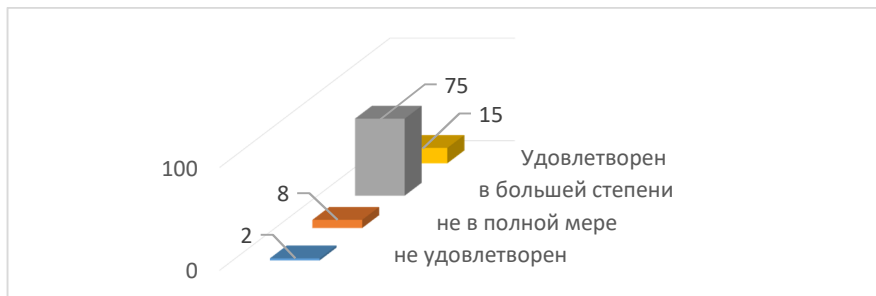 75
15
100
Удовлетворен
в большей степени
8
не в полной мере
2
не удовлетворен
0